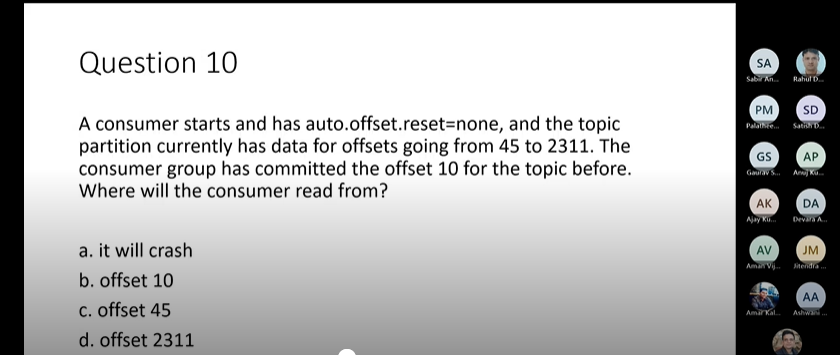 Question 10
A consumer starts and has auto.offset.reset=none, and the topic
partition currently has data for offsets going from 45 to 2311. The
consumer group has committed the offset 10 for the topic before.
Where will the consumer read from?
a. it will crash
b. offset 10
c. offset 45
d. offset 2311
SA
Sabir An...
Rahul D...
PM
SD
Satish D...
GS
AP
Gaurav S...
Anuj Ku...
AK
DA
Ajay Ku...
Devara A...
AV
JM
Aman Vij...
Jitendra ...
AA
Amar Kal...
Ashwani ...